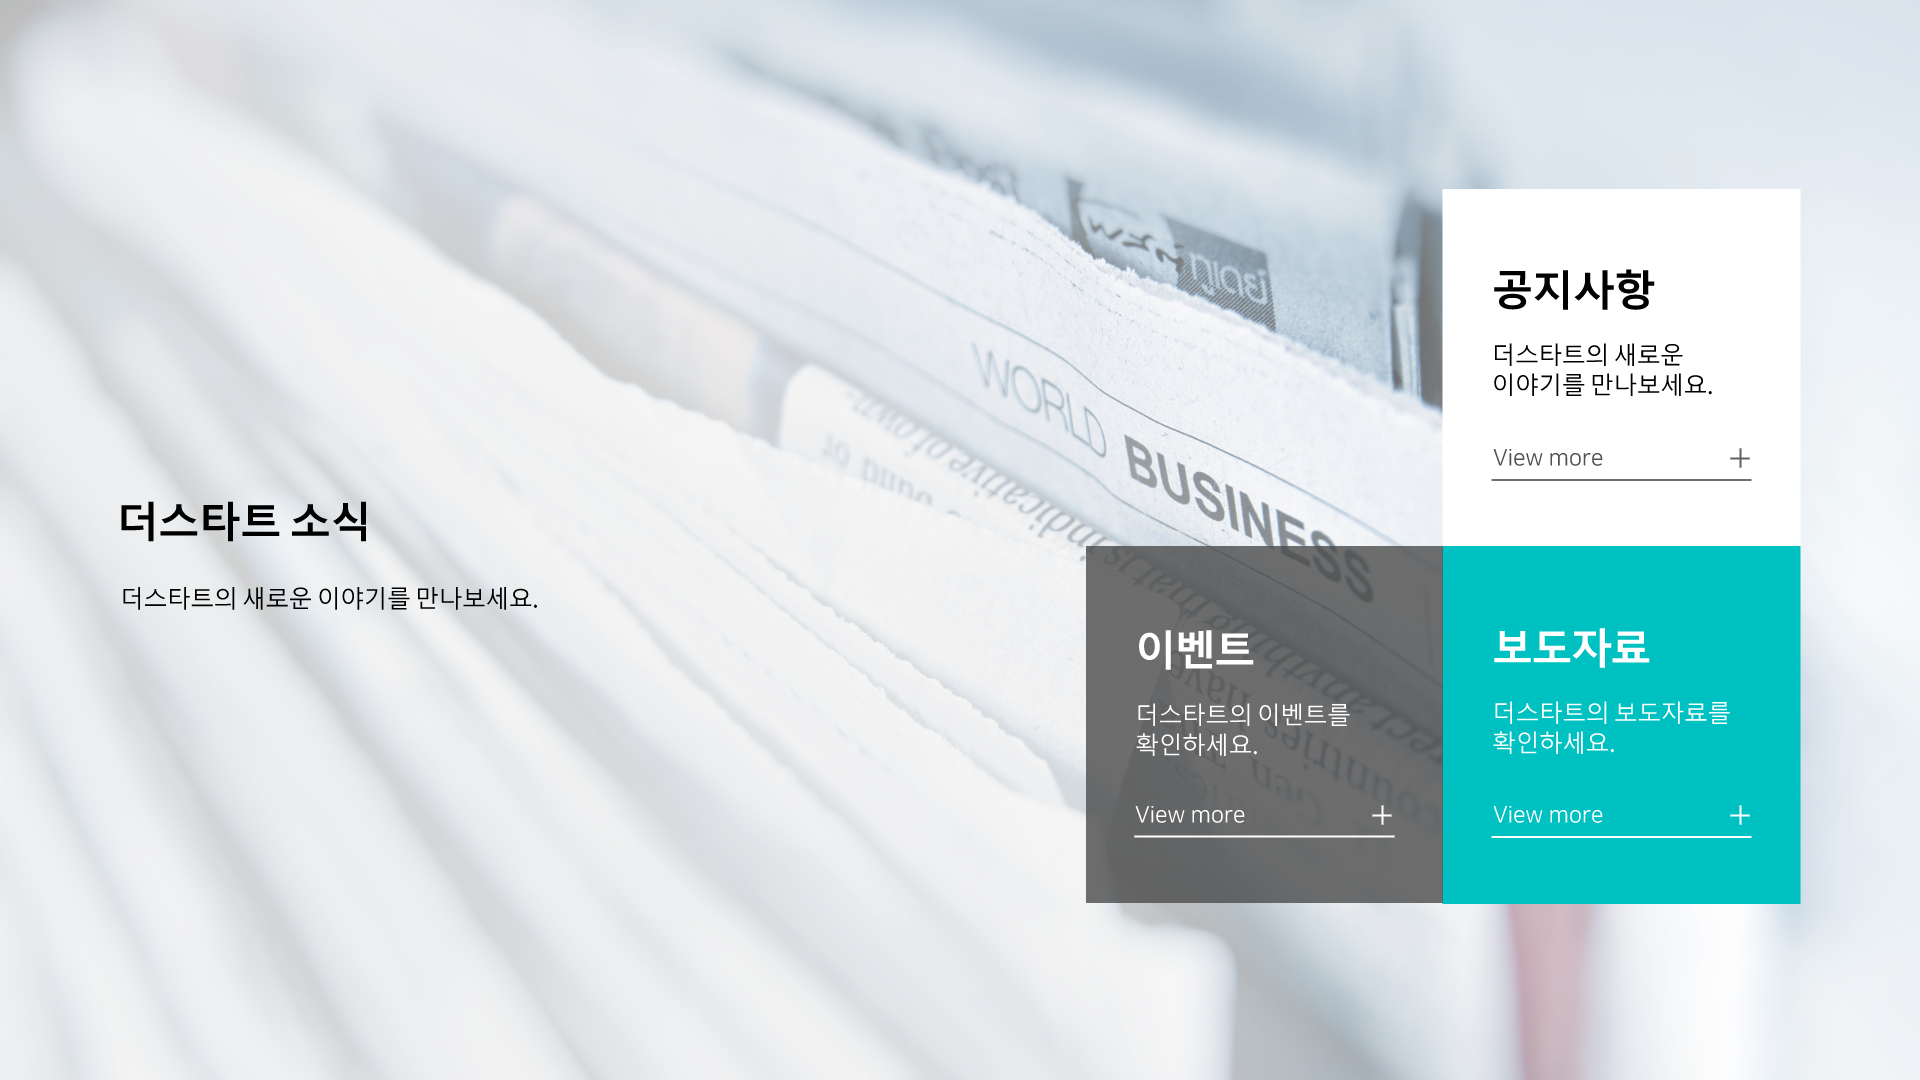 더스타트 소식
더스타트의 새로운 이야기를 만나보세요.
WORLD BUSINESS
공지사항
더스타트의 새로운
이야기를 만나보세요.
View more
이벤트
더스타트의 이벤트를
확인하세요.
View more
보도자료
더스타트의 보도자료를
확인하세요.
View more